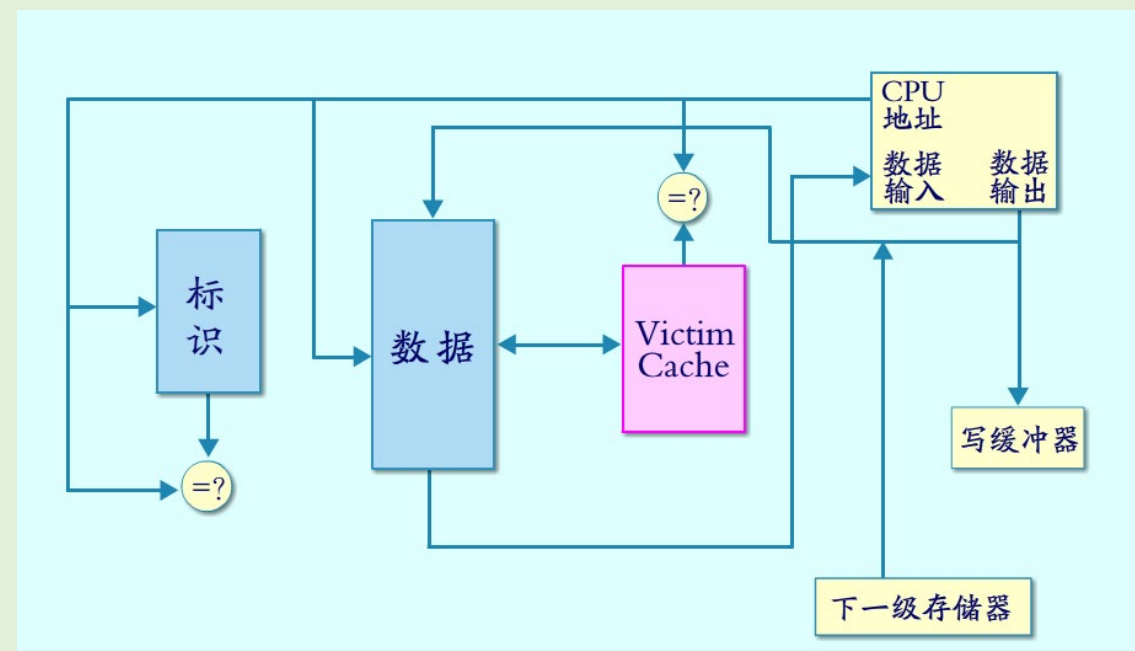 CPU
地址
数据 数据
输入 输出
=?
标
识
数据
Victim
Cache
写缓冲器
=?
下一级存储器